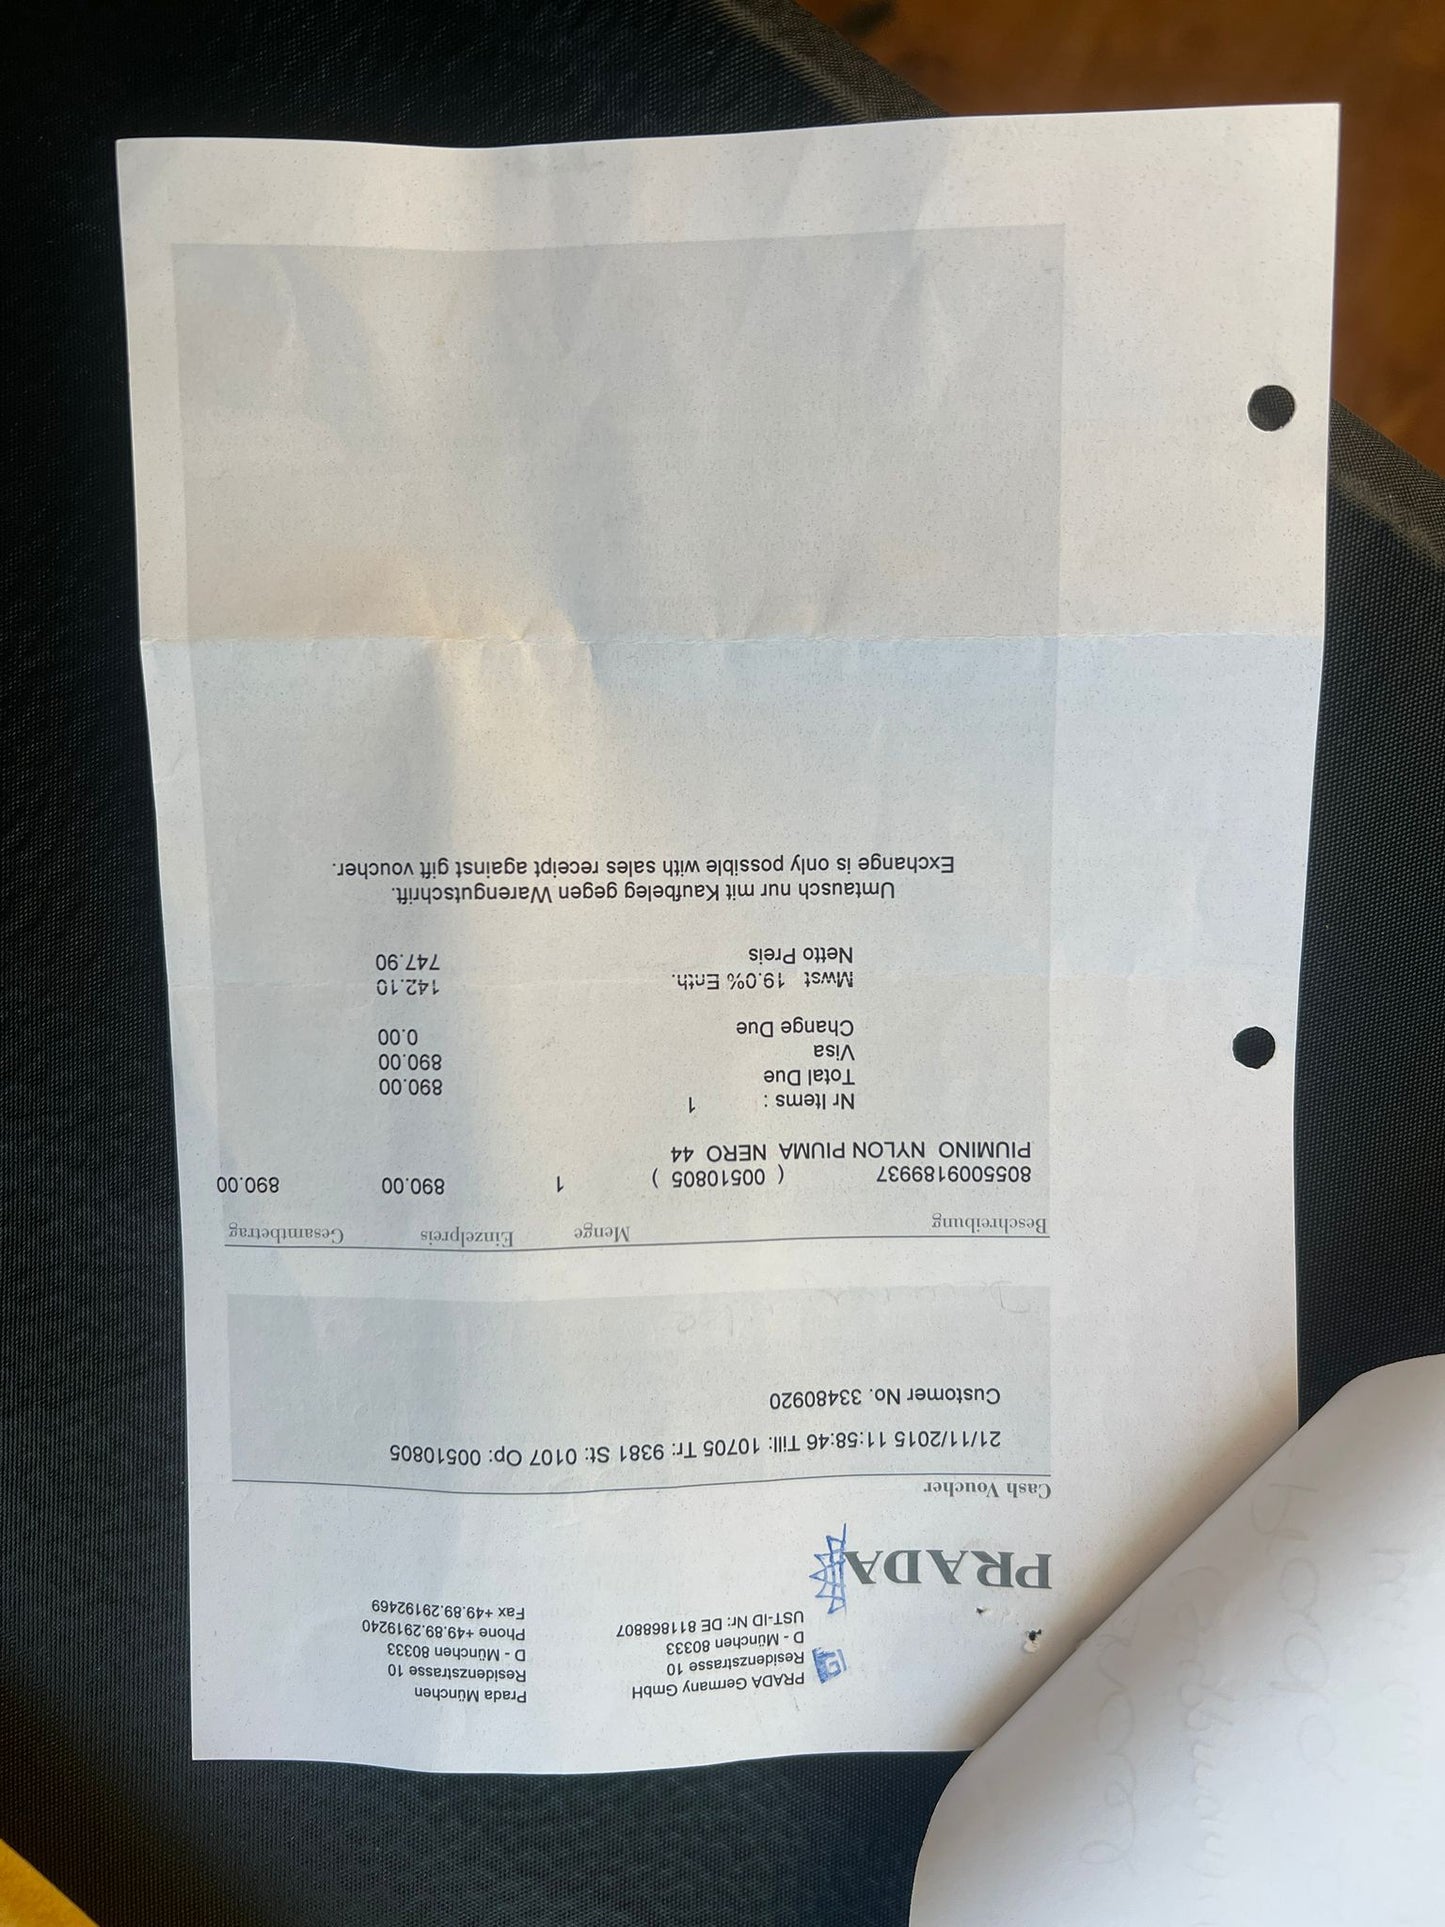 PRADA Germany GmbH
Residenzstrasse 10
D - München 80333
UST-ID Nr: DE 811868807
Prada München
Residenzstrasse 10
D - München 80333
Phone +49.89.2919240
Fax +49.89.29192469
PRADA
Cash Voucher
21/11/2015 11:58:46 Till: 10705 Tr: 9381 St: 0107 Op: 00510805
Customer No. 33480920
Beschreibung Menge Einzelpreis Gesamtbetrag
8055009189937 ( 00510805 ) 1 890.00 890.00
PIUMINO NYLON PIUMA NERO 44
Nr Items : 1
Total Due 890.00
Visa 890.00
Change Due 0.00
Mwst 19.0% Enth. 142.10
Netto Preis 747.90
Umtausch nur mit Kaufbeleg gegen Warengutschrift.
Exchange is only possible with sales receipt against gift voucher.